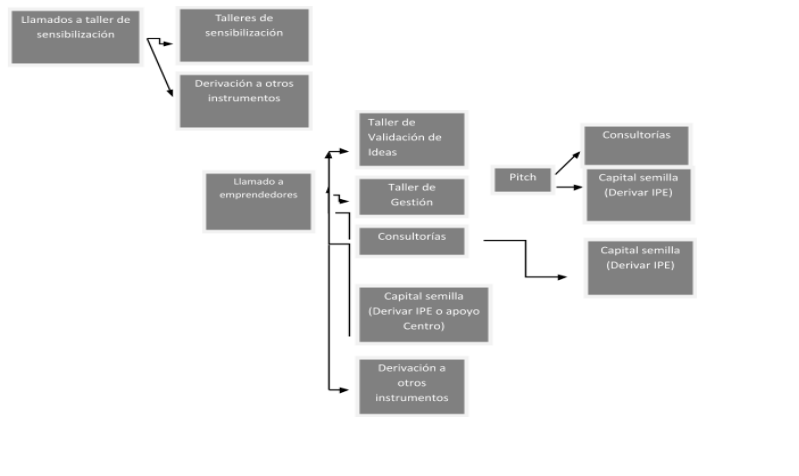 Llamados a taller de
sensibilización
Talleres de
sensibilización
Derivación a otros
instrumentos
Llamado a
emprendedores
Taller de
Validación de
Ideas
Taller de
Gestión
Consultorías
Capital semilla
(Derivar IPE o apoyo
Centro)
Derivación a
otros
instrumentos
Pitch
Consultorías
Capital semilla
(Derivar IPE)
Capital semilla
(Derivar IPE)